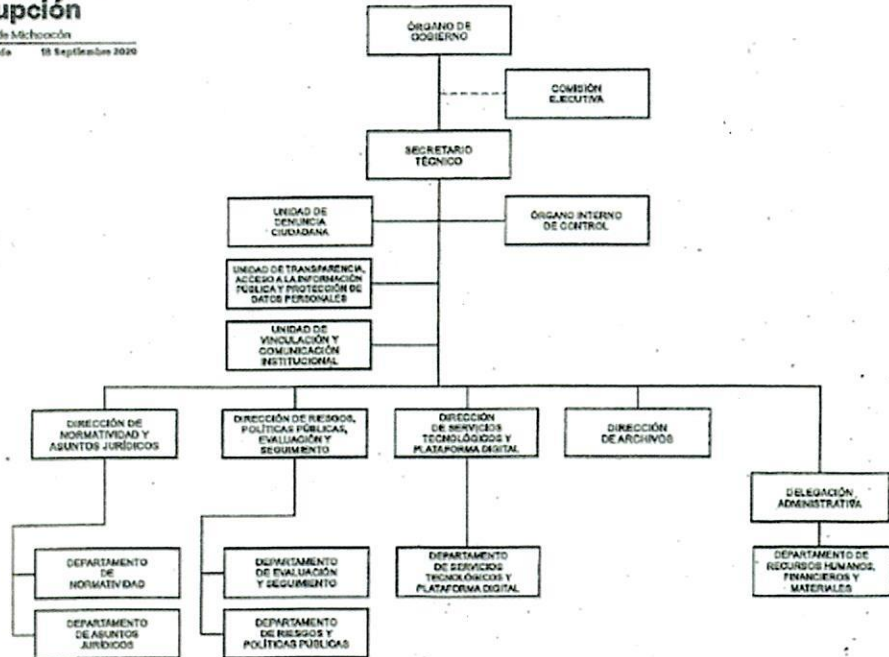 upción
de Michoacán
18 Septiembre 2020
ÓRGANO DE
GOBIERNO
COMISIÓN
EJECUTIVA
SECRETARIO
TÉCNICO
UNIDAD DE
DENUNCIA
CIUDADANA
ÓRGANO INTERNO
DE CONTROL
UNIDAD DE TRANSPARENCIA,
ACCESO A LA INFORMACIÓN
PÚBLICA Y PROTECCIÓN DE
DATOS PERSONALES
UNIDAD DE
VINCULACIÓN Y
COMUNICACIÓN
INSTITUCIONAL
DIRECCIÓN DE
NORMATIVIDAD Y
ASUNTOS JURÍDICOS
DIRECCIÓN DE RIESGOS,
POLÍTICAS PÚBLICAS,
EVALUACIÓN Y
SEGUIMIENTO
DIRECCIÓN
DE SERVICIOS
TECNOLÓGICOS Y
PLATAFORMA DIGITAL
DIRECCIÓN
DE ARCHIVOS
DELEGACIÓN
ADMINISTRATIVA
DEPARTAMENTO
DE
NORMATIVIDAD
DEPARTAMENTO
DE EVALUACIÓN
Y SEGUIMIENTO
DEPARTAMENTO
DE SERVICIOS
TECNOLÓGICOS Y
PLATAFORMA DIGITAL
DEPARTAMENTO DE
RECURSOS HUMANOS,
FINANCIEROS Y
MATERIALES
DEPARTAMENTO
DE ASUNTOS
JURÍDICOS
DEPARTAMENTO
DE RIESGOS Y
POLÍTICAS PÚBLICAS